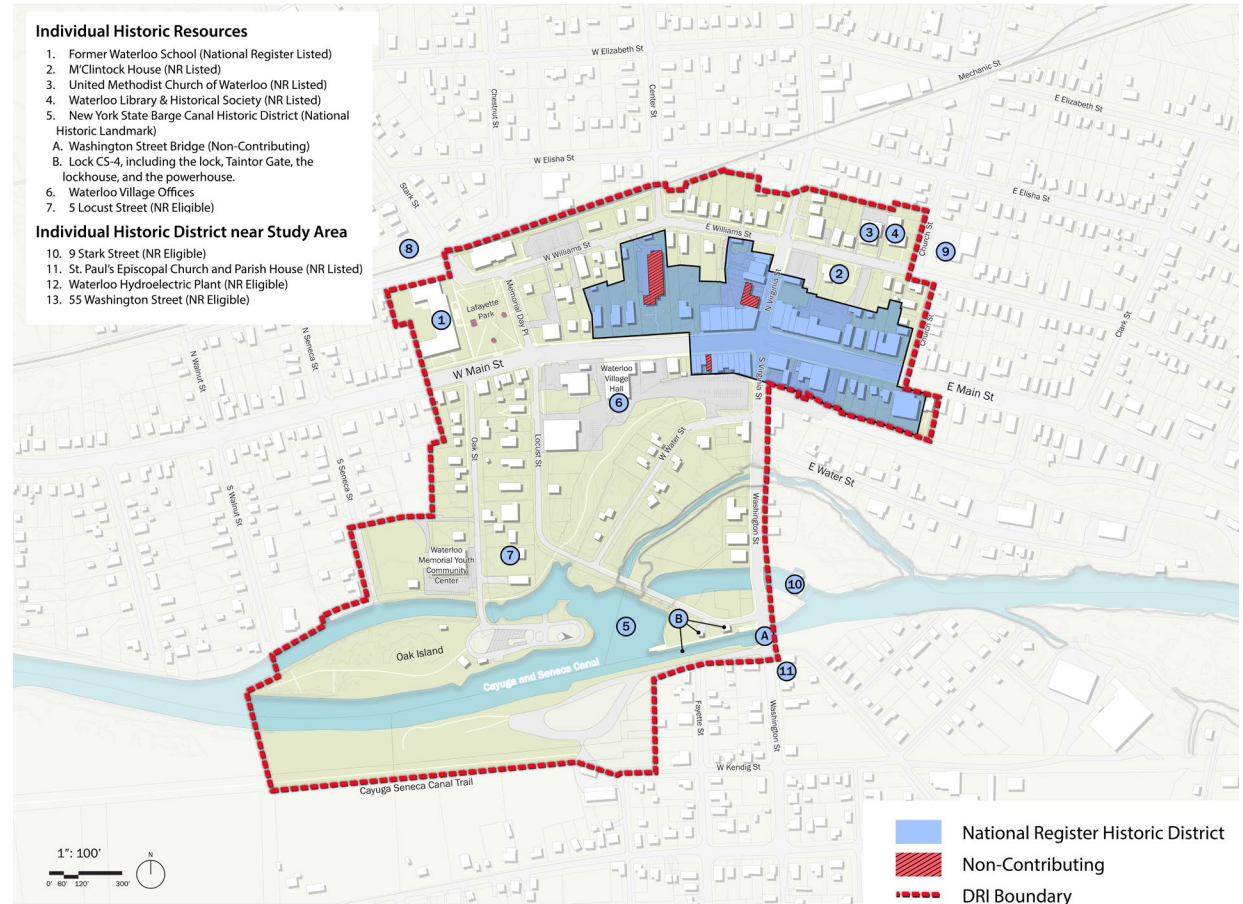 Individual Historic Resources
1. Former Waterloo School (National Register Listed)
2. M'Clintock House (NR Listed)
3. United Methodist Church of Waterloo (NR Listed)
4. Waterloo Library & Historical Society (NR Listed)
5. New York State Barge Canal Historic District (National
Historic Landmark)
A. Washington Street Bridge (Non-Contributing)
B. Lock CS-4, including the lock, Taintor Gate, the
lockhouse, and the powerhouse.
6. Waterloo Village Offices
7. 5 Locust Street (NR Eligible)
Individual Historic District near Study Area
10. 9 Stark Street (NR Eligible)
11. St. Paul's Episcopal Church and Parish House (NR Listed)
12. Waterloo Hydroelectric Plant (NR Eligible)
13. 55 Washington Street (NR Eligible)
W Elizabeth St
Mechanic St
Chestnut St
Center St
E Elizabeth St
W Elisha St
E Elisha St
Stark St
8
E Williams St
3
4
Church St
9
W Williams St
2
N Virginia St
Memorial Day Pl
Lafayette
Park
1
Clark St
Church St
N Seneca St
N Walnut St
W Main St
Waterloo
Village
Hall
S Virginia St
E Main St
6
Oak St
Locust St
W Water St
E Water St
S Seneca St
S Walnut St
Washington St
Waterloo
Memorial Youth
Community
Center
7
10
5
B
A
Oak Island
Cayuga and Seneca Canal
11
Fayette St
Washington St
W Kendig St
Cayuga Seneca Canal Trail
1": 100'
N
0' 60' 120' 300'
National Register Historic District
Non-Contributing
DRI Boundary